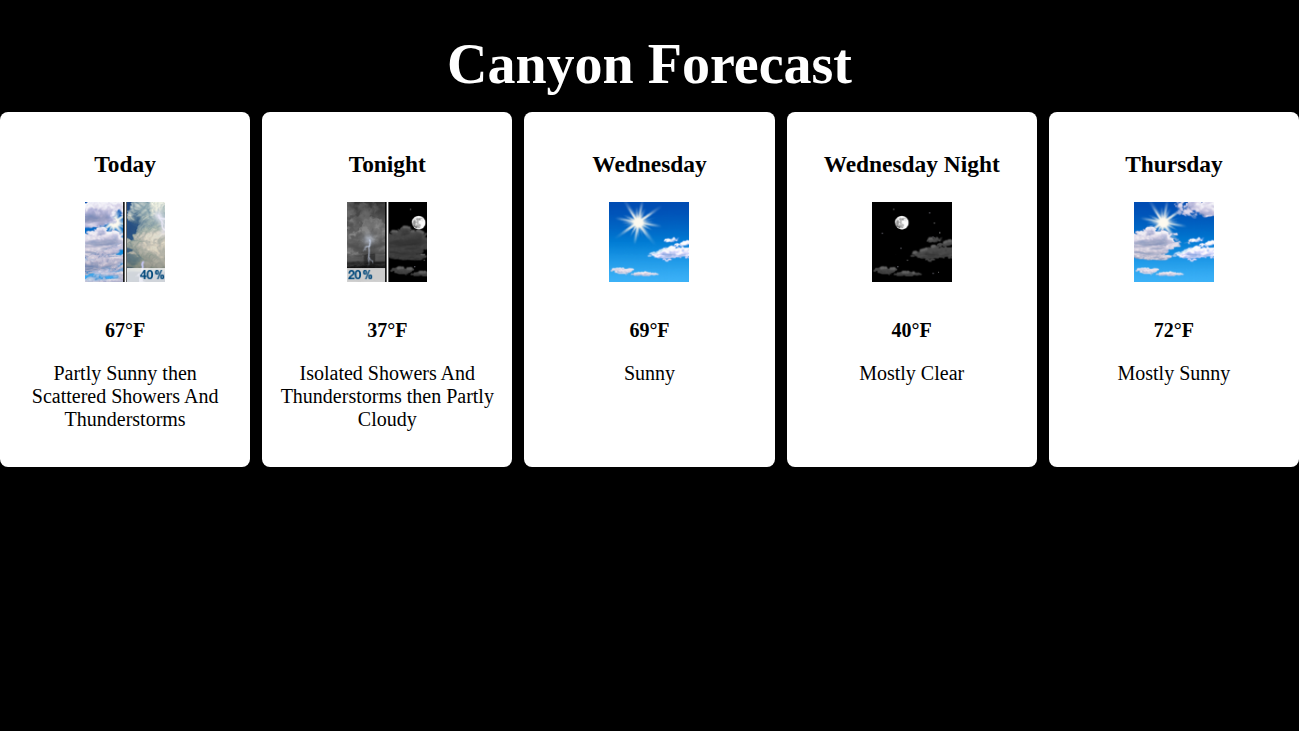 Canyon Forecast
Today
40%
67°F
Partly Sunny then
Scattered Showers And
Thunderstorms
Tonight
20%
37°F
Isolated Showers And
Thunderstorms then Partly
Cloudy
Wednesday
69°F
Sunny
Wednesday Night
40°F
Mostly Clear
Thursday
72°F
Mostly Sunny